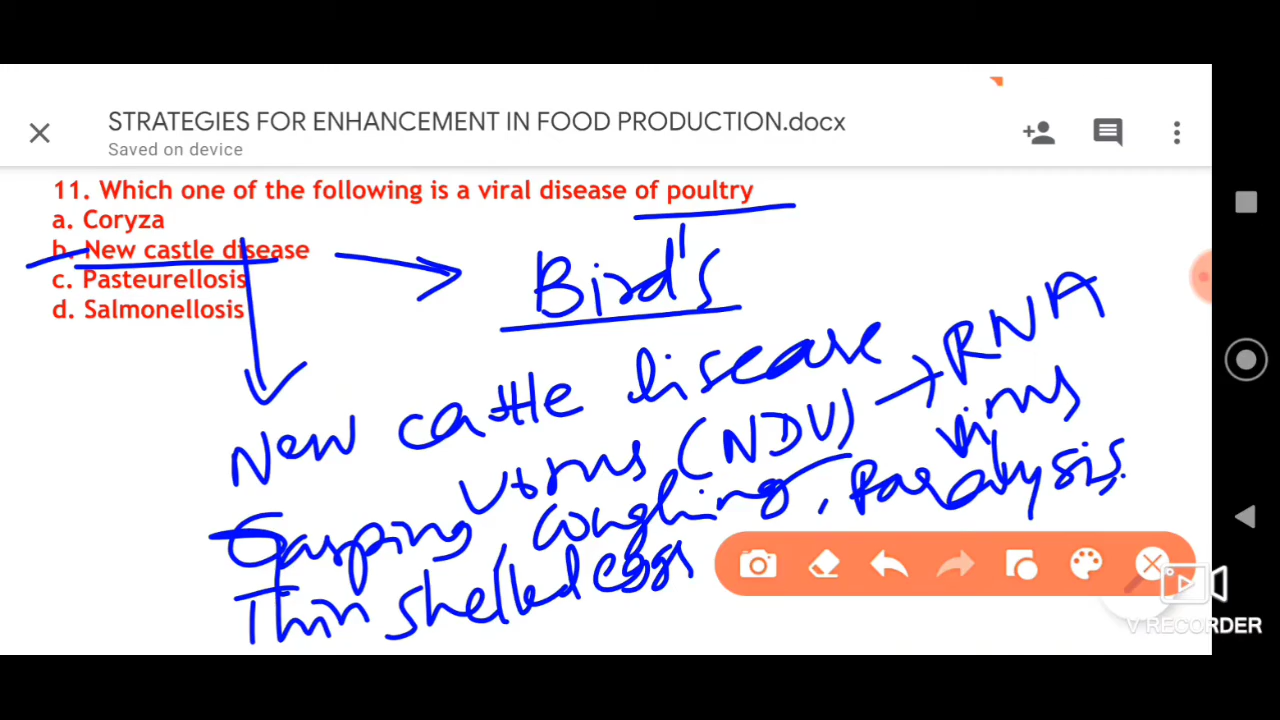 STRATEGIES FOR ENHANCEMENT IN FOOD PRODUCTION.docx
Saved on device
11. Which one of the following is a viral disease of poultry
a. Coryza
b. New castle disease
c. Pasteurellosis
d. Salmonellosis
Bird's
New castle disease
virus (NDV) → RNA
virus
Gasping, coughing, Paralysis,
Thin shelled eggs
V RECORDER